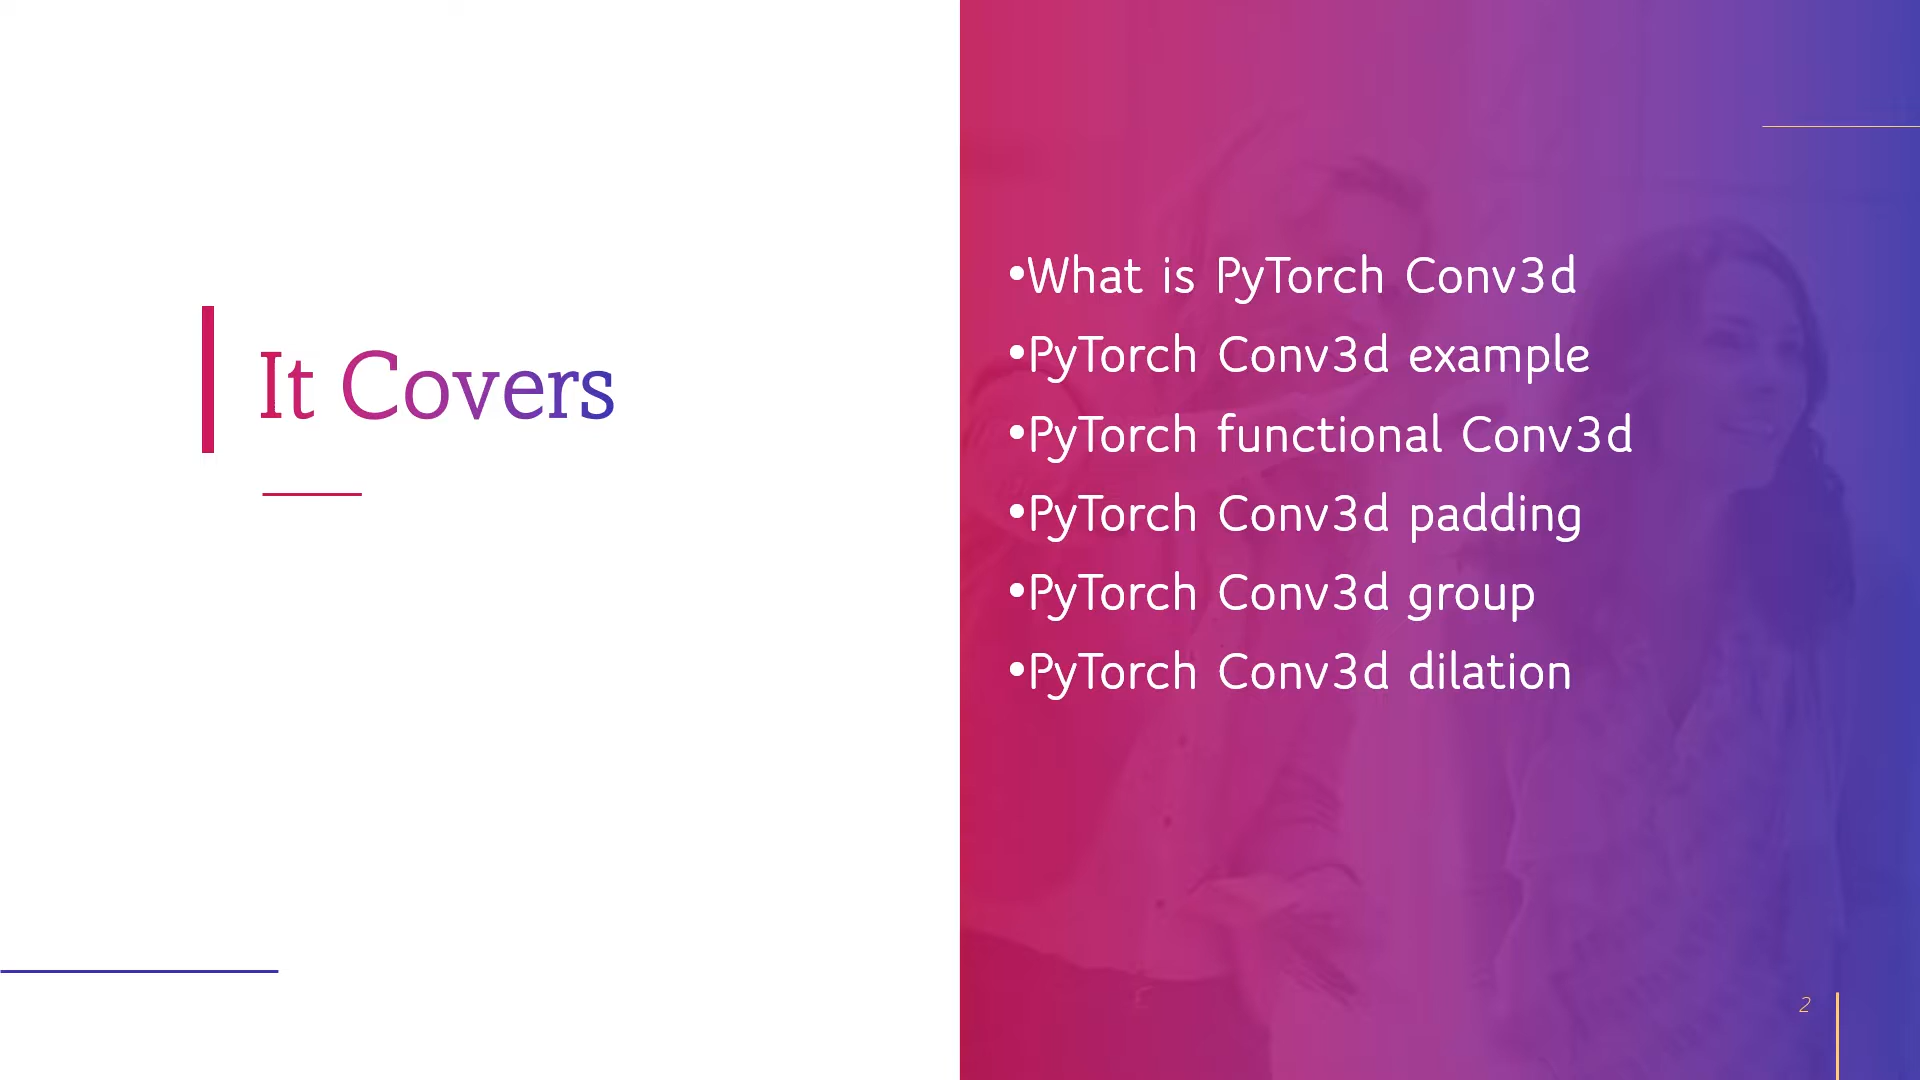 It Covers
•What is PyTorch Conv3d
•PyTorch Conv3d example
•PyTorch functional Conv3d
•PyTorch Conv3d padding
•PyTorch Conv3d group
•PyTorch Conv3d dilation
2